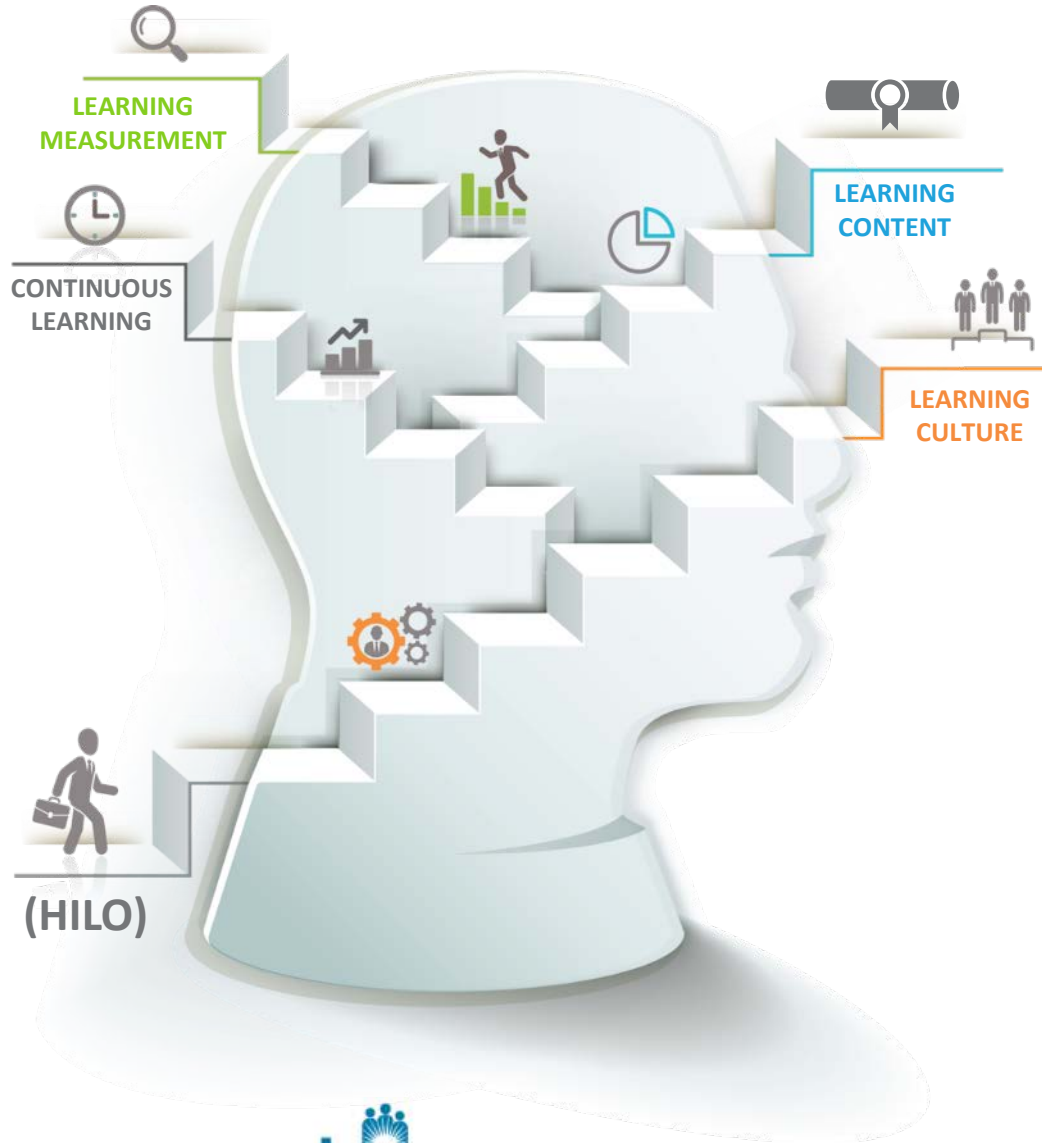 LEARNING
MEASUREMENT
LEARNING
CONTENT
CONTINUOUS
LEARNING
LEARNING
CULTURE
(HILO)